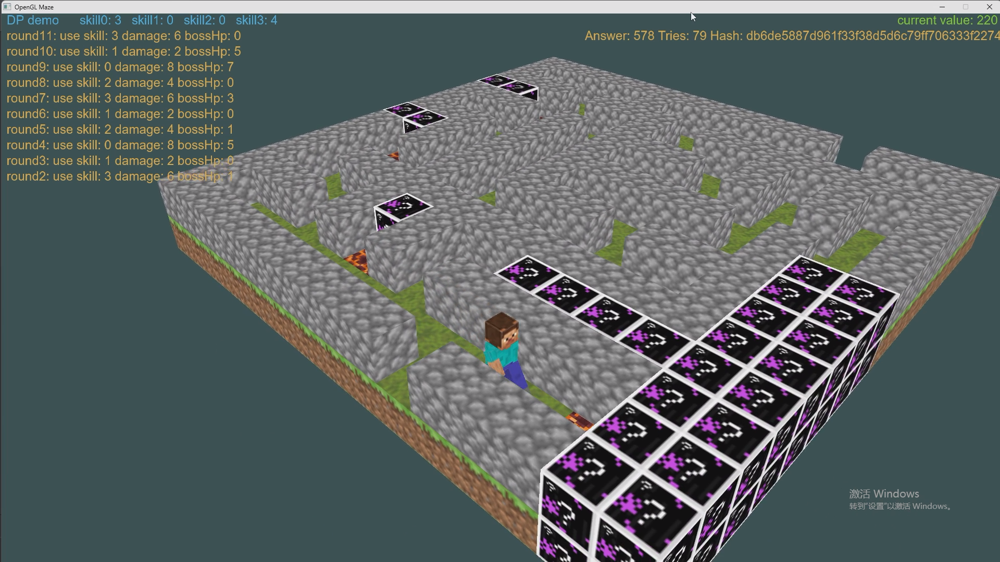 OpenGL Maze
DP demo skill0: 3 skill1: 0 skill2: 0 skill3: 4
current value: 220
Answer: 578 Tries: 79 Hash: db6de5887d961f33f38d5d6c79ff706333f2274
round11: use skill: 3 damage: 6 bossHp: 0
round10: use skill: 1 damage: 2 bossHp: 5
round9: use skill: 0 damage: 8 bossHp: 7
round8: use skill: 2 damage: 4 bossHp: 0
round7: use skill: 3 damage: 6 bossHp: 3
round6: use skill: 1 damage: 2 bossHp: 0
round5: use skill: 2 damage: 4 bossHp: 1
round4: use skill: 0 damage: 8 bossHp: 5
round3: use skill: 1 damage: 2 bossHp: 0
round2: use skill: 3 damage: 6 bossHp: 1
激活 Windows
转到“设置”以激活 Windows。